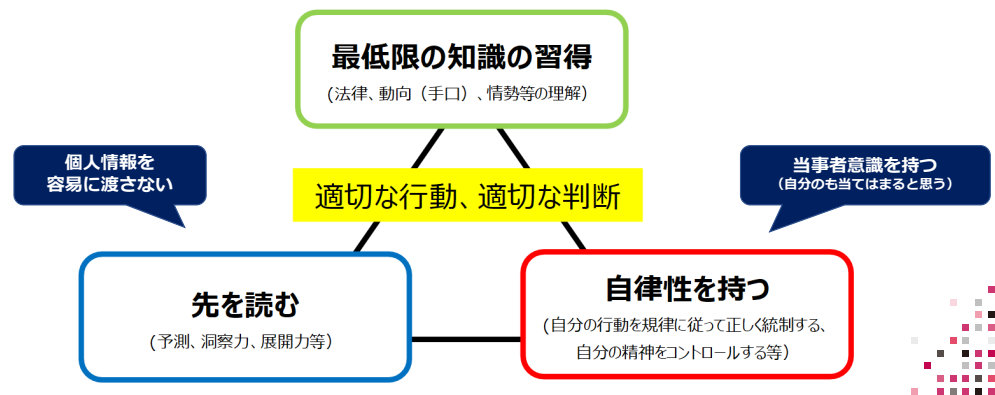 最低限の知識の習得
(法律、動向（手口）、情勢等の理解）
個人情報を
容易に渡さない
当事者意識を持つ
（自分のも当てはまると思う）
適切な行動、適切な判断
先を読む
(予測、洞察力、展開力等）
自律性を持つ
(自分の行動を規律に従って正しく統制する、
自分の精神をコントロールする等）